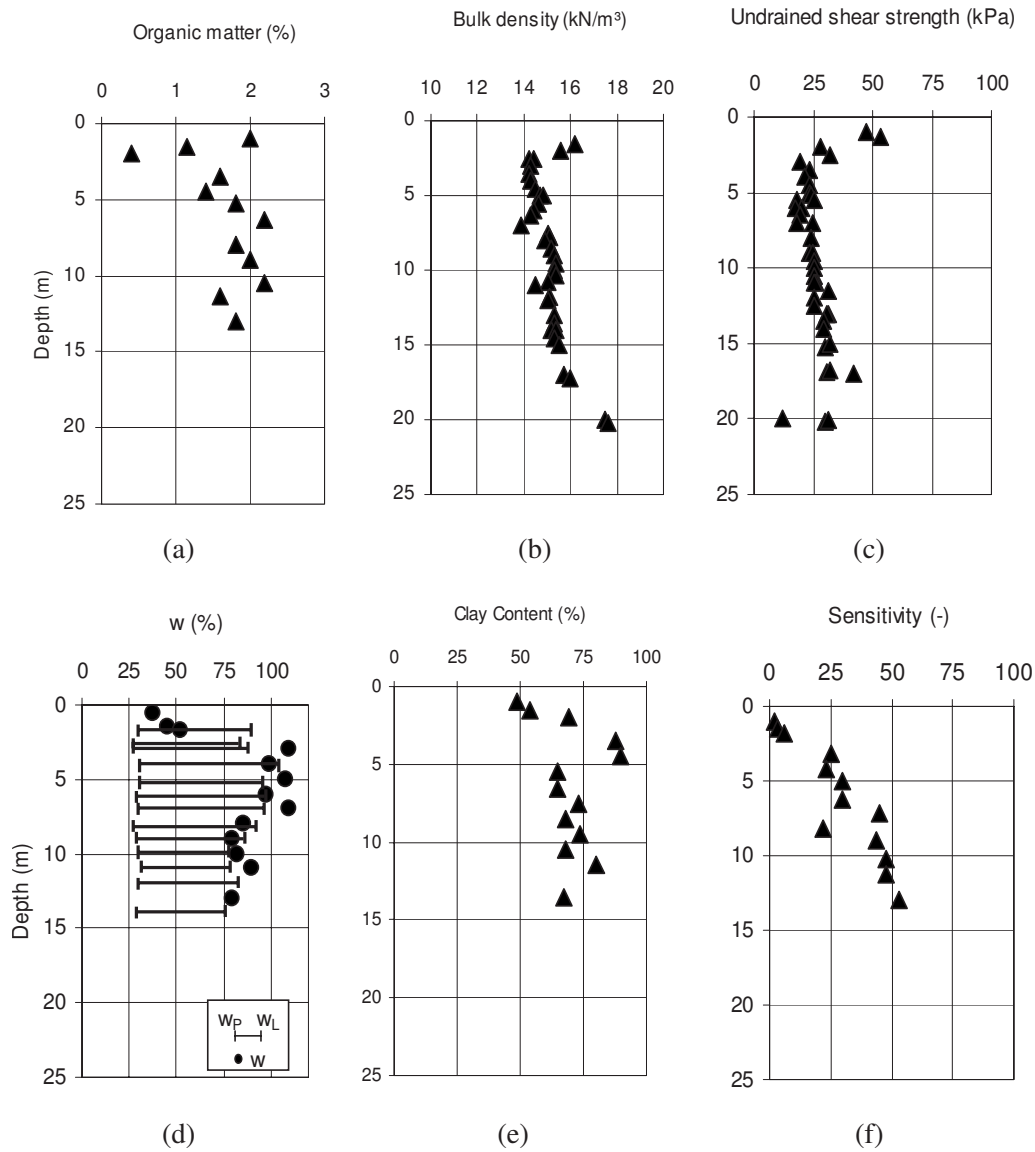 Organic matter (%)
0 1 2 3
0
5
10
15
20
25
Depth (m)
(a)
Bulk density (kN/m³)
10 12 14 16 18 20
0
5
10
15
20
25
(b)
Undrained shear strength (kPa)
0 25 50 75 100
0
5
10
15
20
25
(c)
w (%)
0 25 50 75 100
0
5
10
15
20
25
Depth (m)
wP wL
w
(d)
Clay Content (%)
0 25 50 75 100
0
5
10
15
20
25
(e)
Sensitivity (-)
0 25 50 75 100
0
5
10
15
20
25
(f)